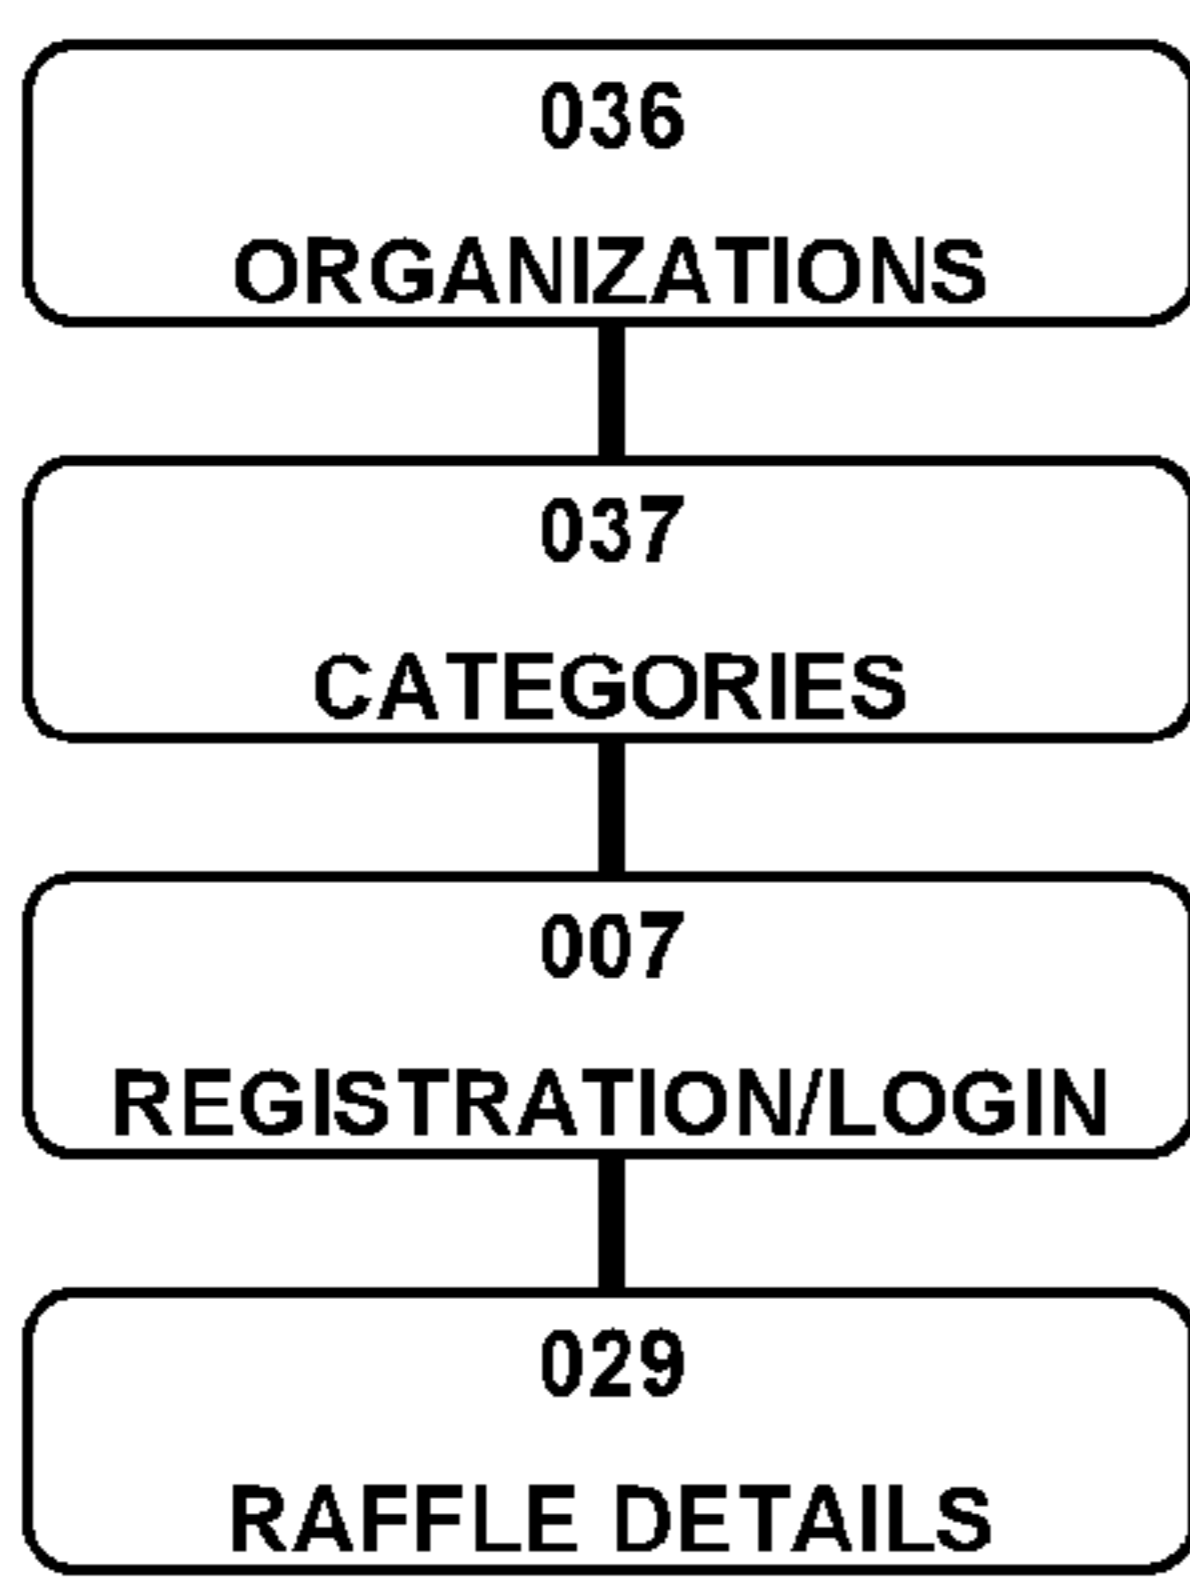 036
ORGANIZATIONS
037
CATEGORIES
007
REGISTRATION/LOGIN
029
RAFFLE DETAILS